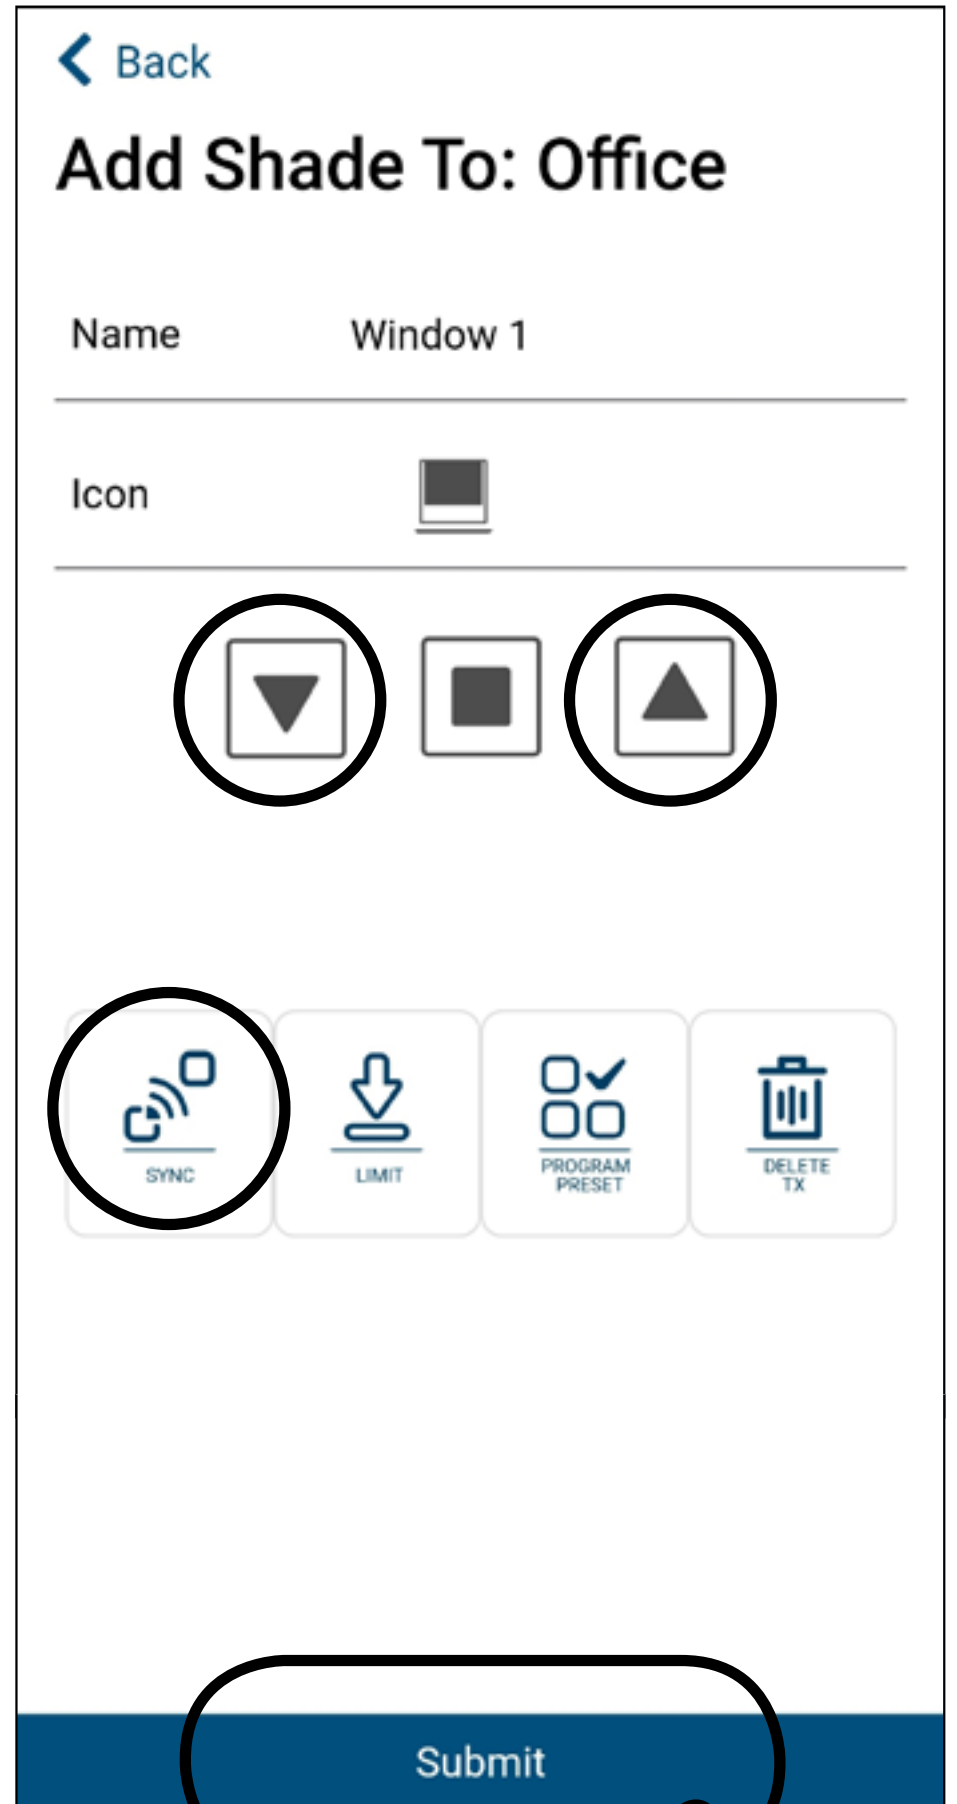 Back
Add Shade To: Office
Name Window 1
Icon
SYNC
LIMIT
PROGRAM
PRESET
DELETE
TX
Submit